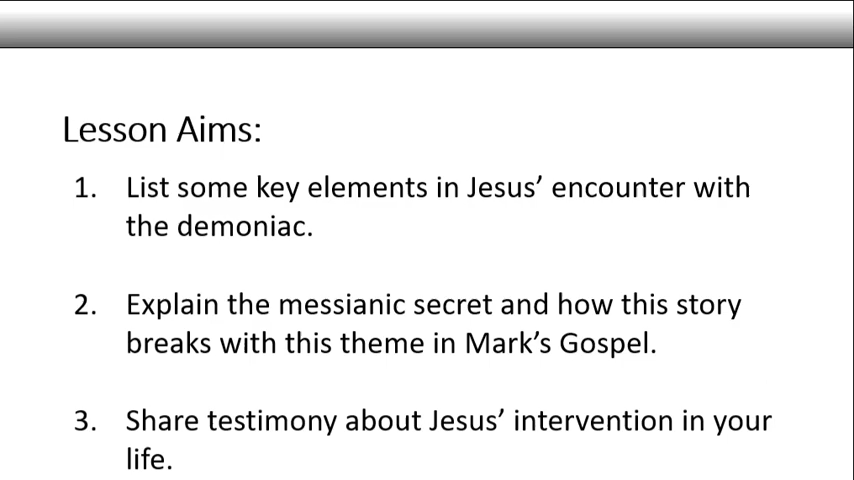 Lesson Aims:
1. List some key elements in Jesus’ encounter with
the demoniac.
2. Explain the messianic secret and how this story
breaks with this theme in Mark’s Gospel.
3. Share testimony about Jesus’ intervention in your
life.